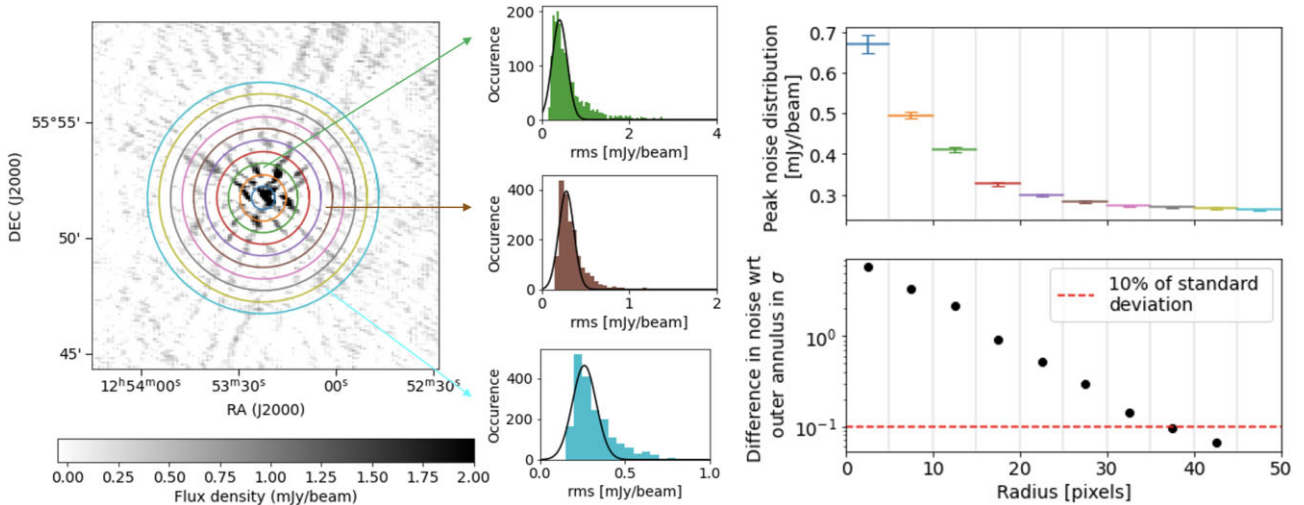 DEC (J2000)
55°55'
50'
45'
12h54m00s
53m30s
00s
52m30s
RA (J2000)
0.00
0.25
0.50
0.75
1.00
1.25
1.50
1.75
2.00
Flux density (mJy/beam)
Occurence
200
100
0
0
2
4
rms [mJy/beam]
Occurence
400
200
0
0
1
2
rms [mJy/beam]
Occurence
400
200
0
0.0
0.5
1.0
rms [mJy/beam]
Peak noise distribution
[mJy/beam]
0.7
0.6
0.5
0.4
0.3
Difference in noise wrt
outer annulus in σ
10⁰
10⁻¹
10% of standard
deviation
0
10
20
30
40
50
Radius [pixels]